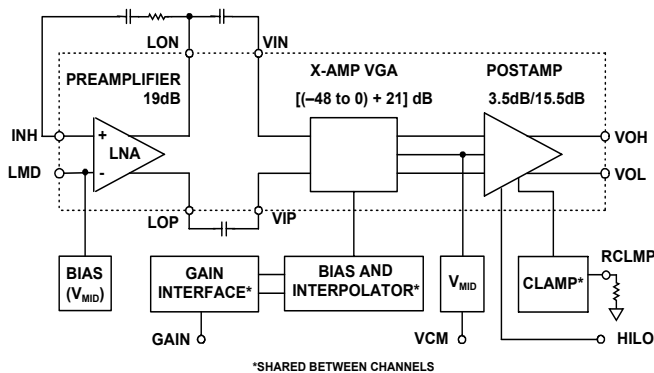 LON
VIN
PREAMPLIFIER
19dB
X-AMP VGA
[(–48 to 0) + 21] dB
POSTAMP
3.5dB/15.5dB
INH
+
LNA
-
LMD
VOH
VOL
LOP
VIP
BIAS
(VMID)
GAIN
INTERFACE*
BIAS AND
INTERPOLATOR*
VMID
CLAMP*
RCLMP
GAIN
VCM
HILO
*SHARED BETWEEN CHANNELS